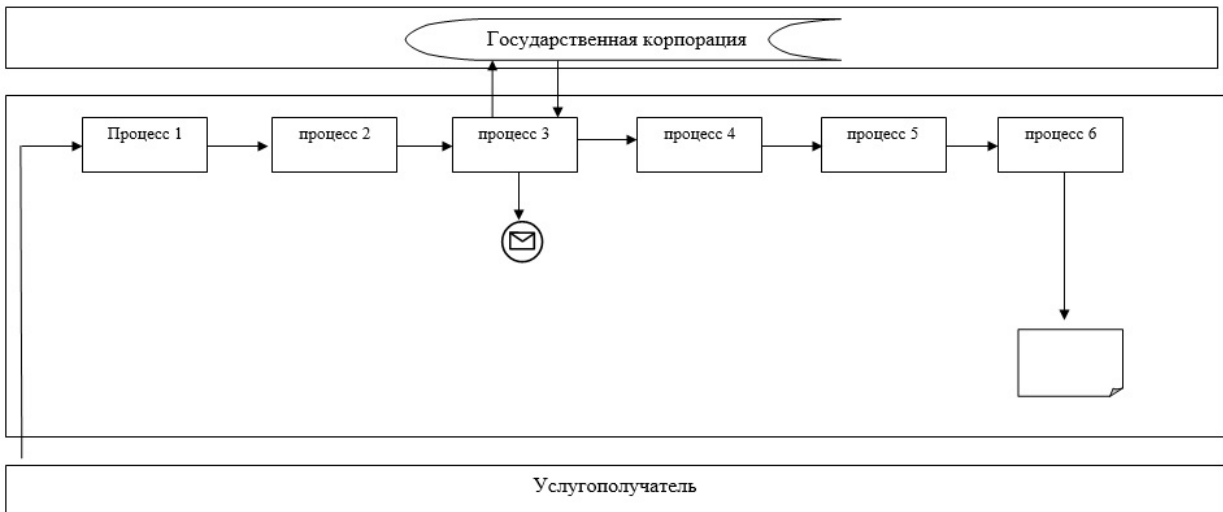 Государственная корпорация
Процесс 1
процесс 2
процесс 3
процесс 4
процесс 5
процесс 6
Услугополучатель